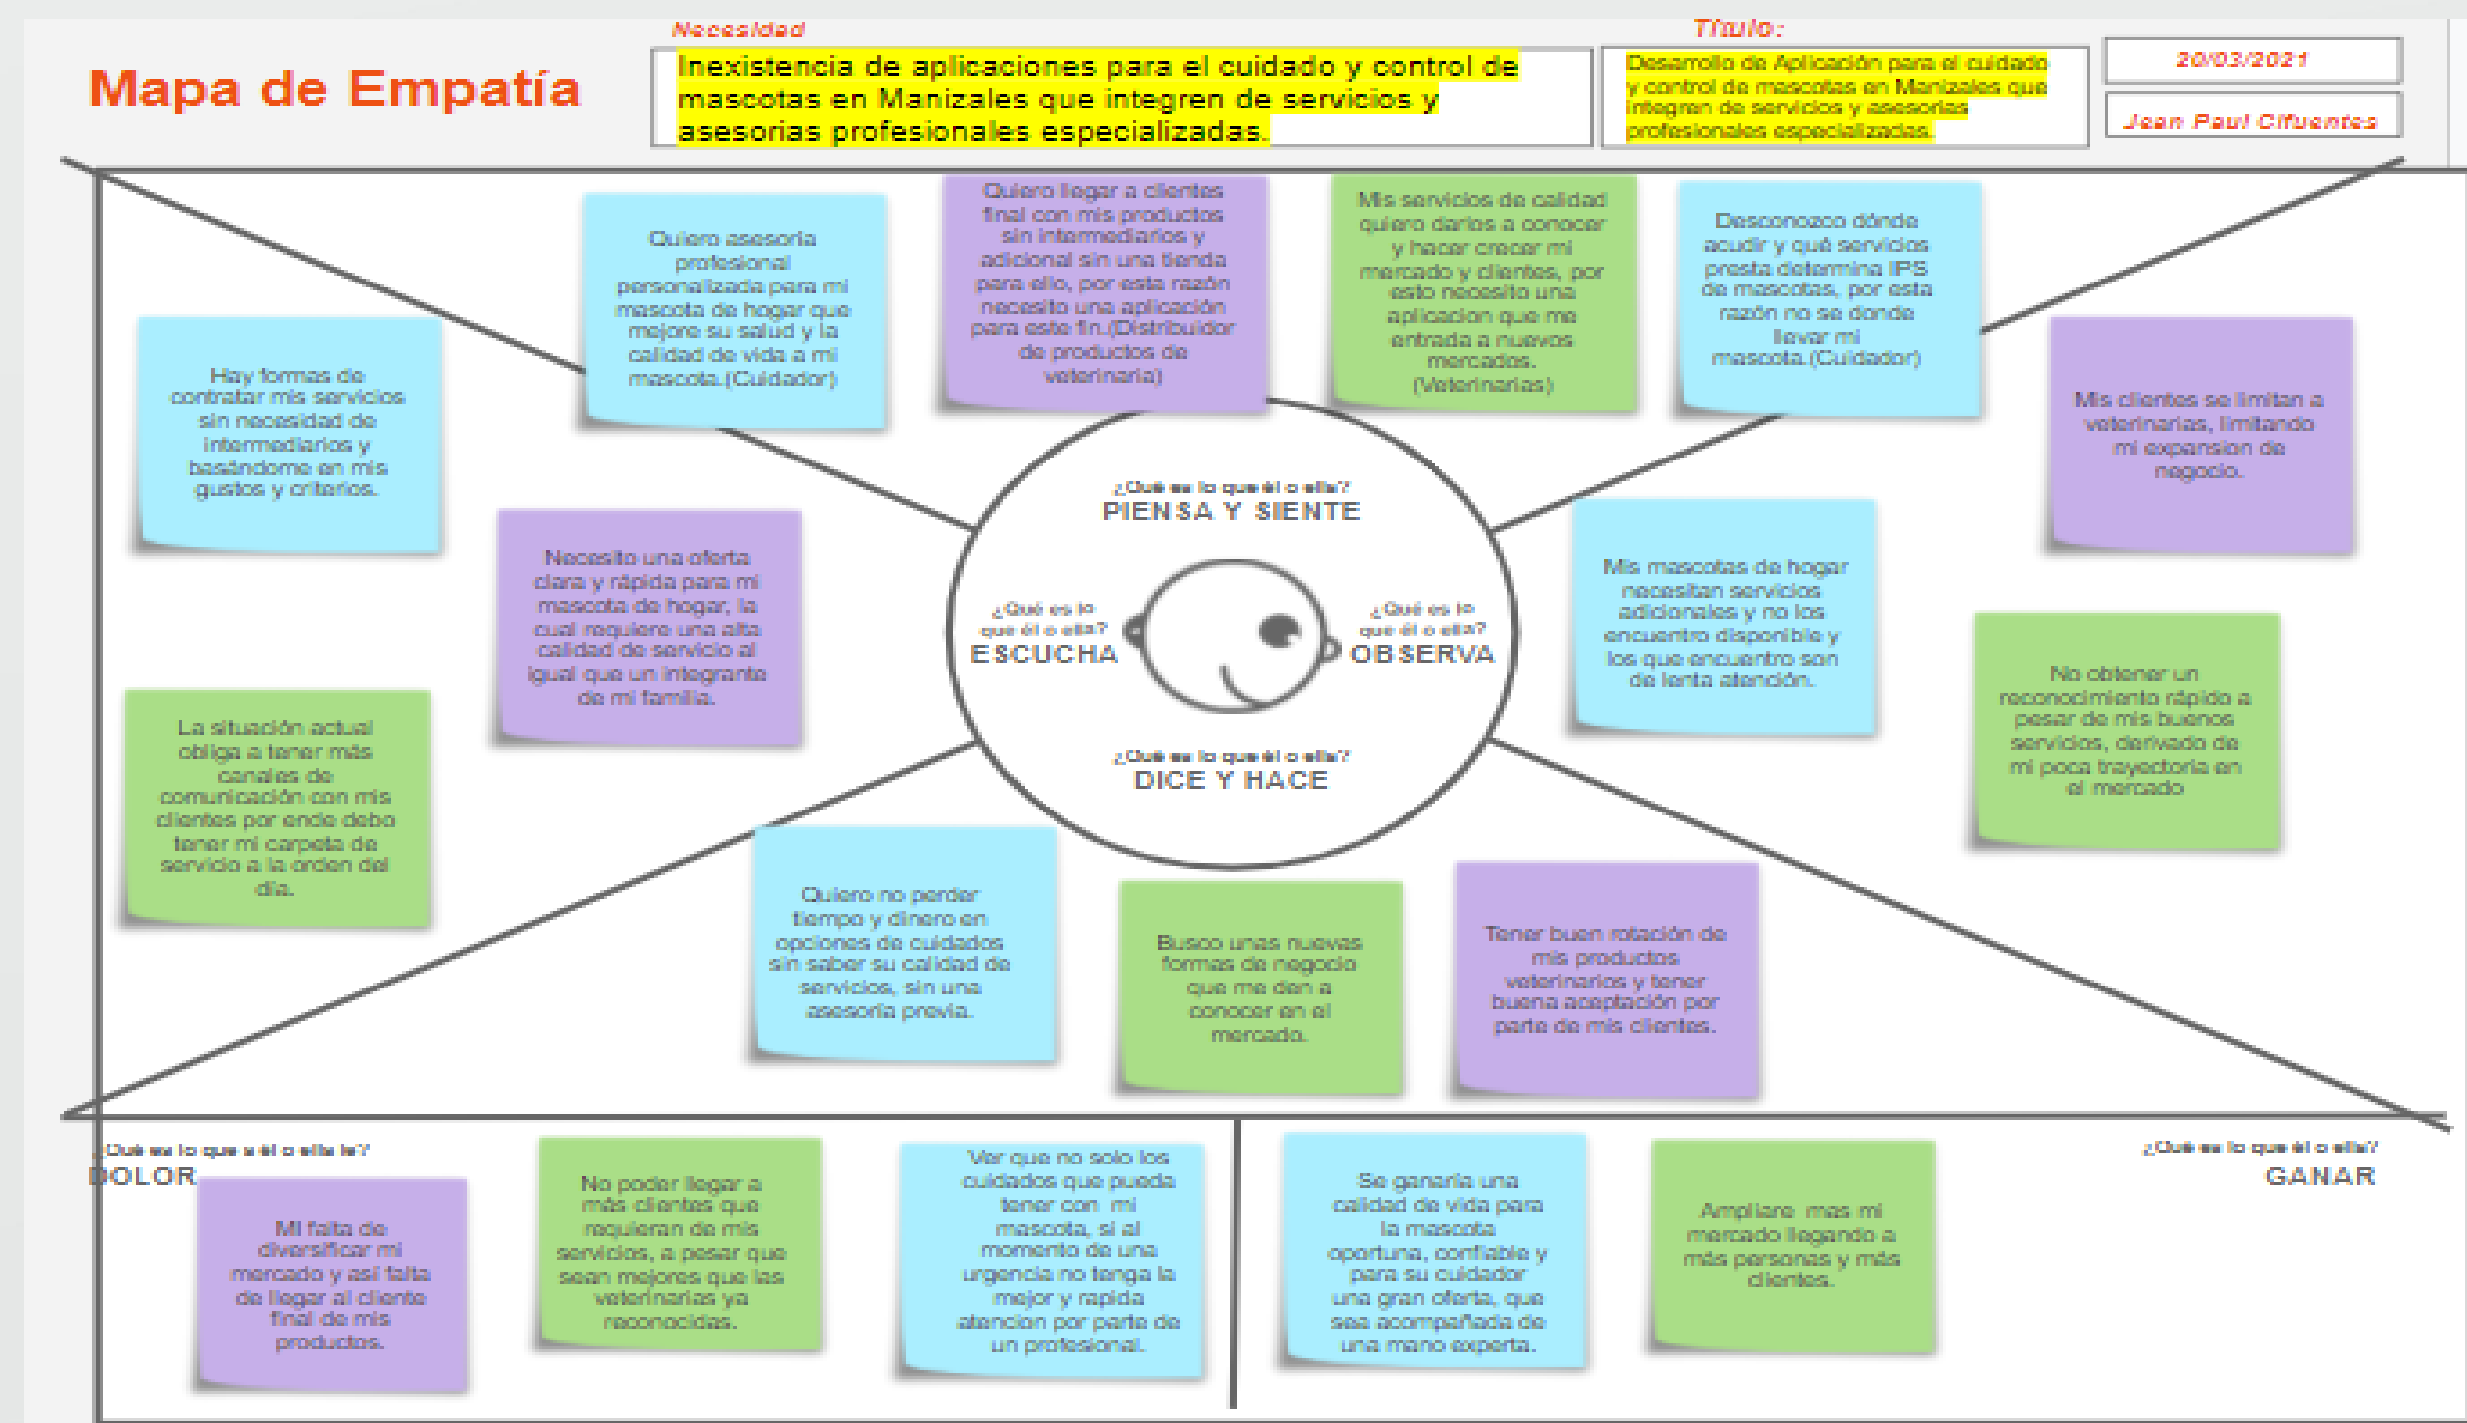 Necesidad
Título:
Mapa de Empatía
Inexistencia de aplicaciones para el cuidado y control de
mascotas en Manizales que integren de servicios y
asesorias profesionales especializadas.
Desarrollo de Aplicación para el cuidado
y control de mascotas en Manizales que
integren de servicios y asesorias
profesionales especializadas.
20/03/2021
Jean Paul Cifuentes
Quiero asesoría
profesional
personalizada para mi
mascota de hogar que
mejore su salud y la
calidad de vida a mi
mascota.(Cuidador)
Quiero llegar a clientes
final con mis productos
sin intermediarios y
adicional sin una tienda
para ello, por esta razón
necesito una aplicación
para este fin.(Distribuidor
de productos de
veterinaria)
Mis servicios de calidad
quiero darlos a conocer
y hacer crecer mi
mercado y clientes, por
esto necesito una
aplicacion que me
entrada a nuevos
mercados.
(Veterinarias)
Desconozco dónde
acudir y qué servicios
presta determina IPS
de mascotas, por esta
razón no se donde
llevar mi
mascota.(Cuidador)
Hay formas de
contratar mis servicios
sin necesidad de
intermediarios y
basándome en mis
gustos y criterios.
Necesito una oferta
clara y rápida para mi
mascota de hogar, la
cual requiere una alta
calidad de servicio al
igual que un integrante
de mi familia.
La situación actual
obliga a tener más
canales de
comunicación con mis
clientes por ende debo
tener mi carpeta de
servicio a la orden del
día.
¿Qué es lo que él o ella?
PIENSA Y SIENTE
¿Qué es lo
que él o ella?
ESCUCHA
¿Qué es lo
que él o ella?
OBSERVA
¿Qué es lo que él o ella?
DICE Y HACE
Mis clientes se limitan a
veterinarias, limitando
mi expansion de
negocio.
Mis mascotas de hogar
necesitan servicios
adicionales y no los
encuentro disponible y
los que encuentro son
de lenta atención.
No obtener un
reconocimiento rápido a
pesar de mis buenos
servicios, derivado de
mi poca trayectoria en
el mercado
Quiero no perder
tiempo y dinero en
opciones de cuidados
sin saber su calidad de
servicios, sin una
asesoría previa.
Busco unas nuevas
formas de negocio
que me den a
conocer en el
mercado.
Tener buen rotación de
mis productos
veterinarios y tener
buena aceptación por
parte de mis clientes.
¿Qué es lo que a él o ella le?
DOLOR
Mi falta de
diversificar mi
mercado y así falta
de llegar al cliente
final de mis
productos.
No poder llegar a
más clientes que
requieran de mis
servicios, a pesar que
sean mejores que las
veterinarias ya
reconocidas.
Ver que no solo los
cuidados que pueda
tener con mi
mascota, si al
momento de una
urgencia no tenga la
mejor y rapida
atención por parte de
un profesional.
Se ganaría una
calidad de vida para
la mascota
oportuna, confiable y
para su cuidador
una gran oferta, que
sea acompañada de
una mano experta.
Ampliare mas mi
mercado llegando a
más personas y más
clientes.
¿Qué es lo que él o ella?
GANAR